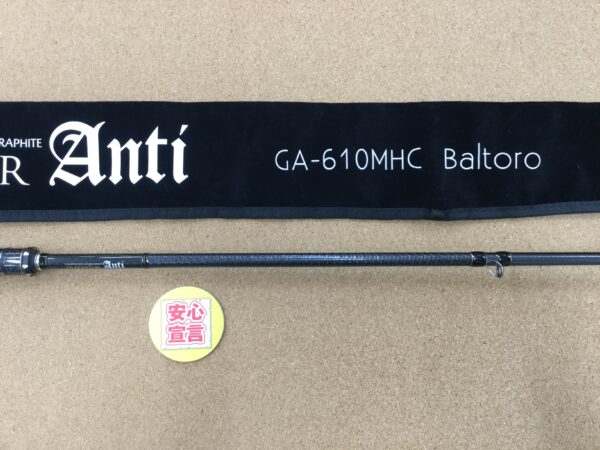 RAPHITE
R Anti
GA-610MHC Baltoro
Anti
安心
宣言